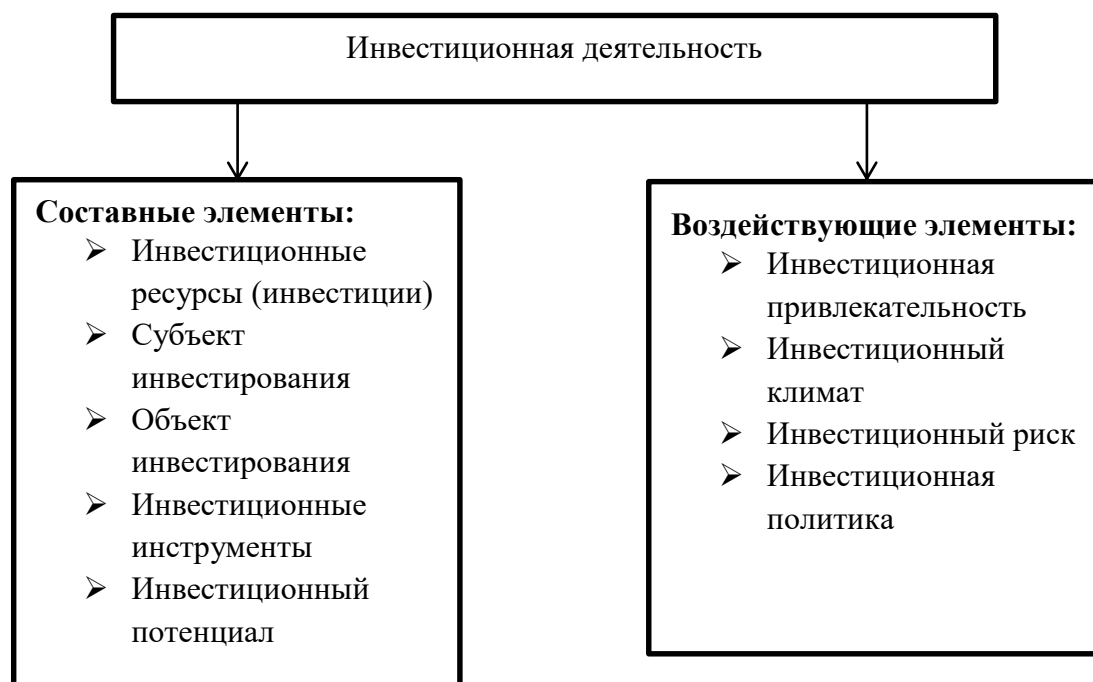 Инвестиционная деятельность
Составные элементы:
➢ Инвестиционные
ресурсы (инвестиции)
➢ Субъект
инвестирования
➢ Объект
инвестирования
➢ Инвестиционные
инструменты
➢ Инвестиционный
потенциал
Воздействующие элементы:
➢ Инвестиционная
привлекательность
➢ Инвестиционный
климат
➢ Инвестиционный риск
➢ Инвестиционная
политика